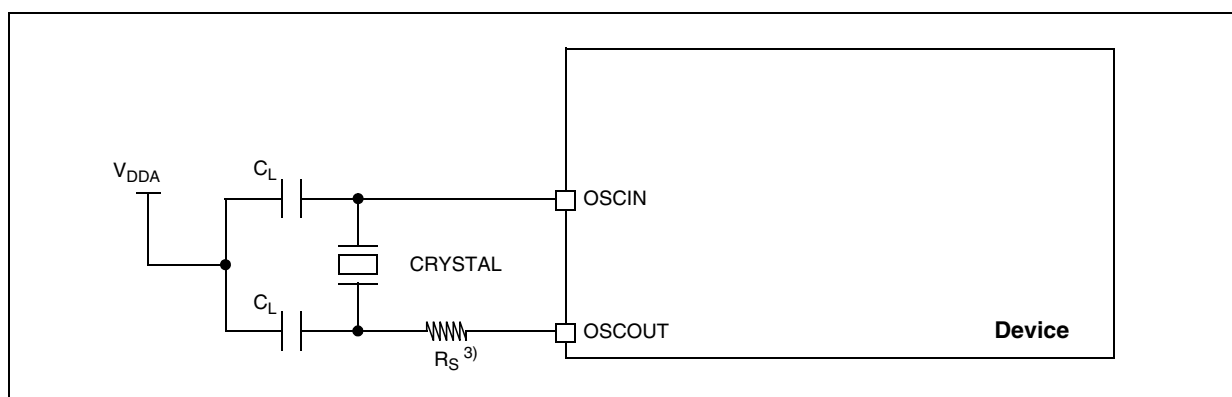 V_DDA
C_L
OSCIN
CRYSTAL
C_L
OSCOUT
R_S 3)
Device